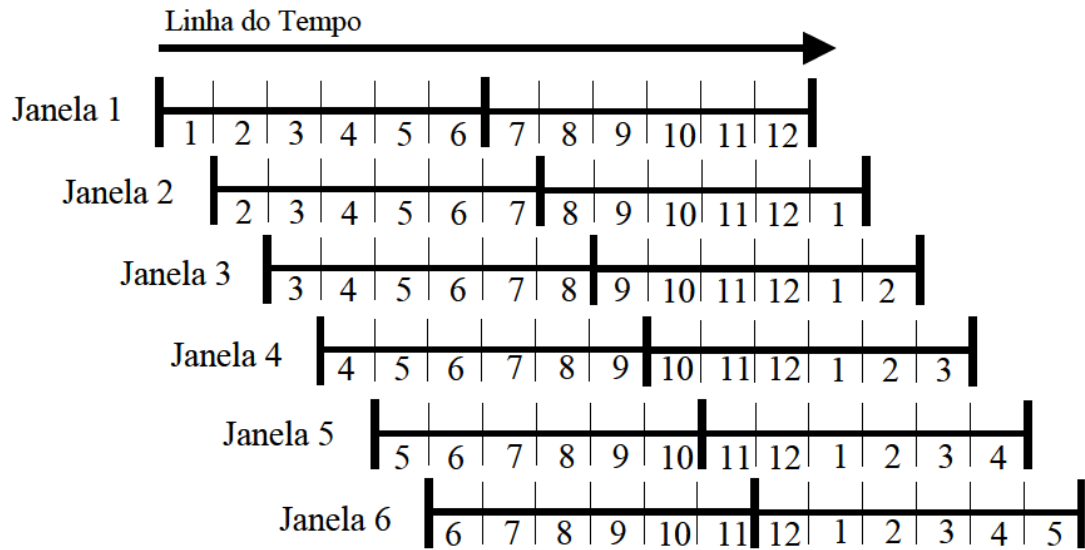 Linha do Tempo
Janela 1
1 2 3 4 5 6 7 8 9 10 11 12
Janela 2
2 3 4 5 6 7 8 9 10 11 12 1
Janela 3
3 4 5 6 7 8 9 10 11 12 1 2
Janela 4
4 5 6 7 8 9 10 11 12 1 2 3
Janela 5
5 6 7 8 9 10 11 12 1 2 3 4
Janela 6
6 7 8 9 10 11 12 1 2 3 4 5